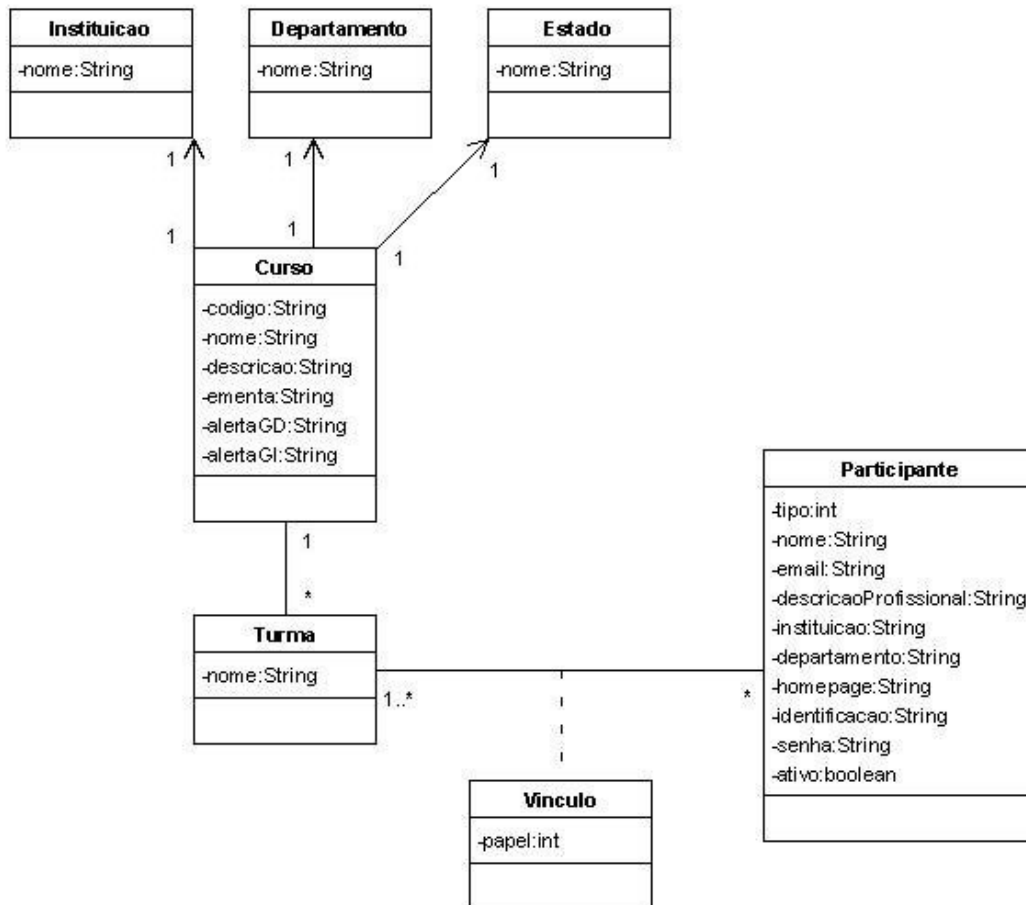 Instituicao
-nome:String
Departamento
-nome:String
Estado
-nome:String
1
1
1
1
1
1
Curso
-codigo:String
-nome:String
-descricao:String
-ementa:String
-alertaGD:String
-alertaGI:String
1
*
Turma
-nome:String
1..*
*
Participante
-tipo:int
-nome:String
-email:String
-descricaoProfissional:String
-instituicao:String
-departamento:String
-homepage:String
-identificacao:String
-senha:String
-ativo:boolean
Vinculo
-papel:int